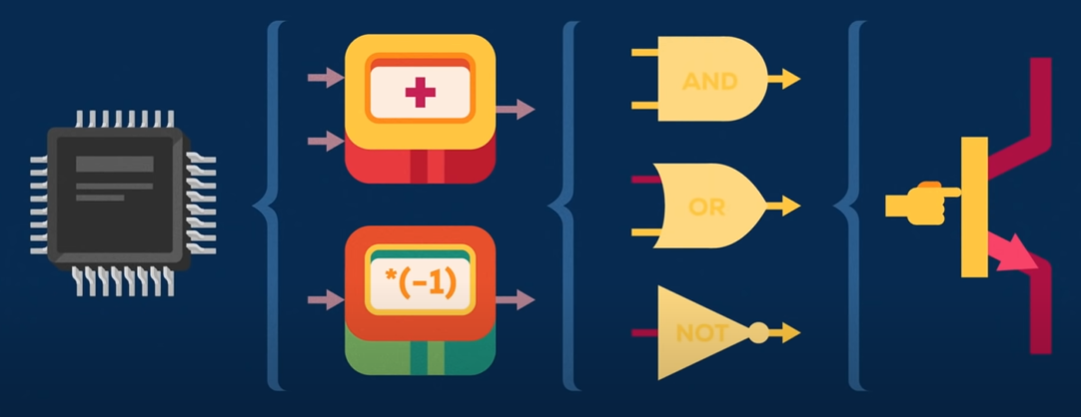 +
*(-1)
AND
OR
NOT